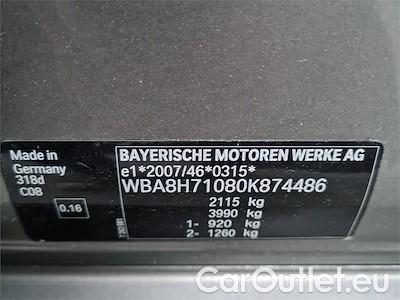 Made in
Germany
318d
C08
0.16
BAYERISCHE MOTOREN WERKE AG
e1*2007/46*0315*
WBA8H71080K874486
2115 kg
3990 kg
1- 920 kg
2- 1260 kg
CarOutlet.eu